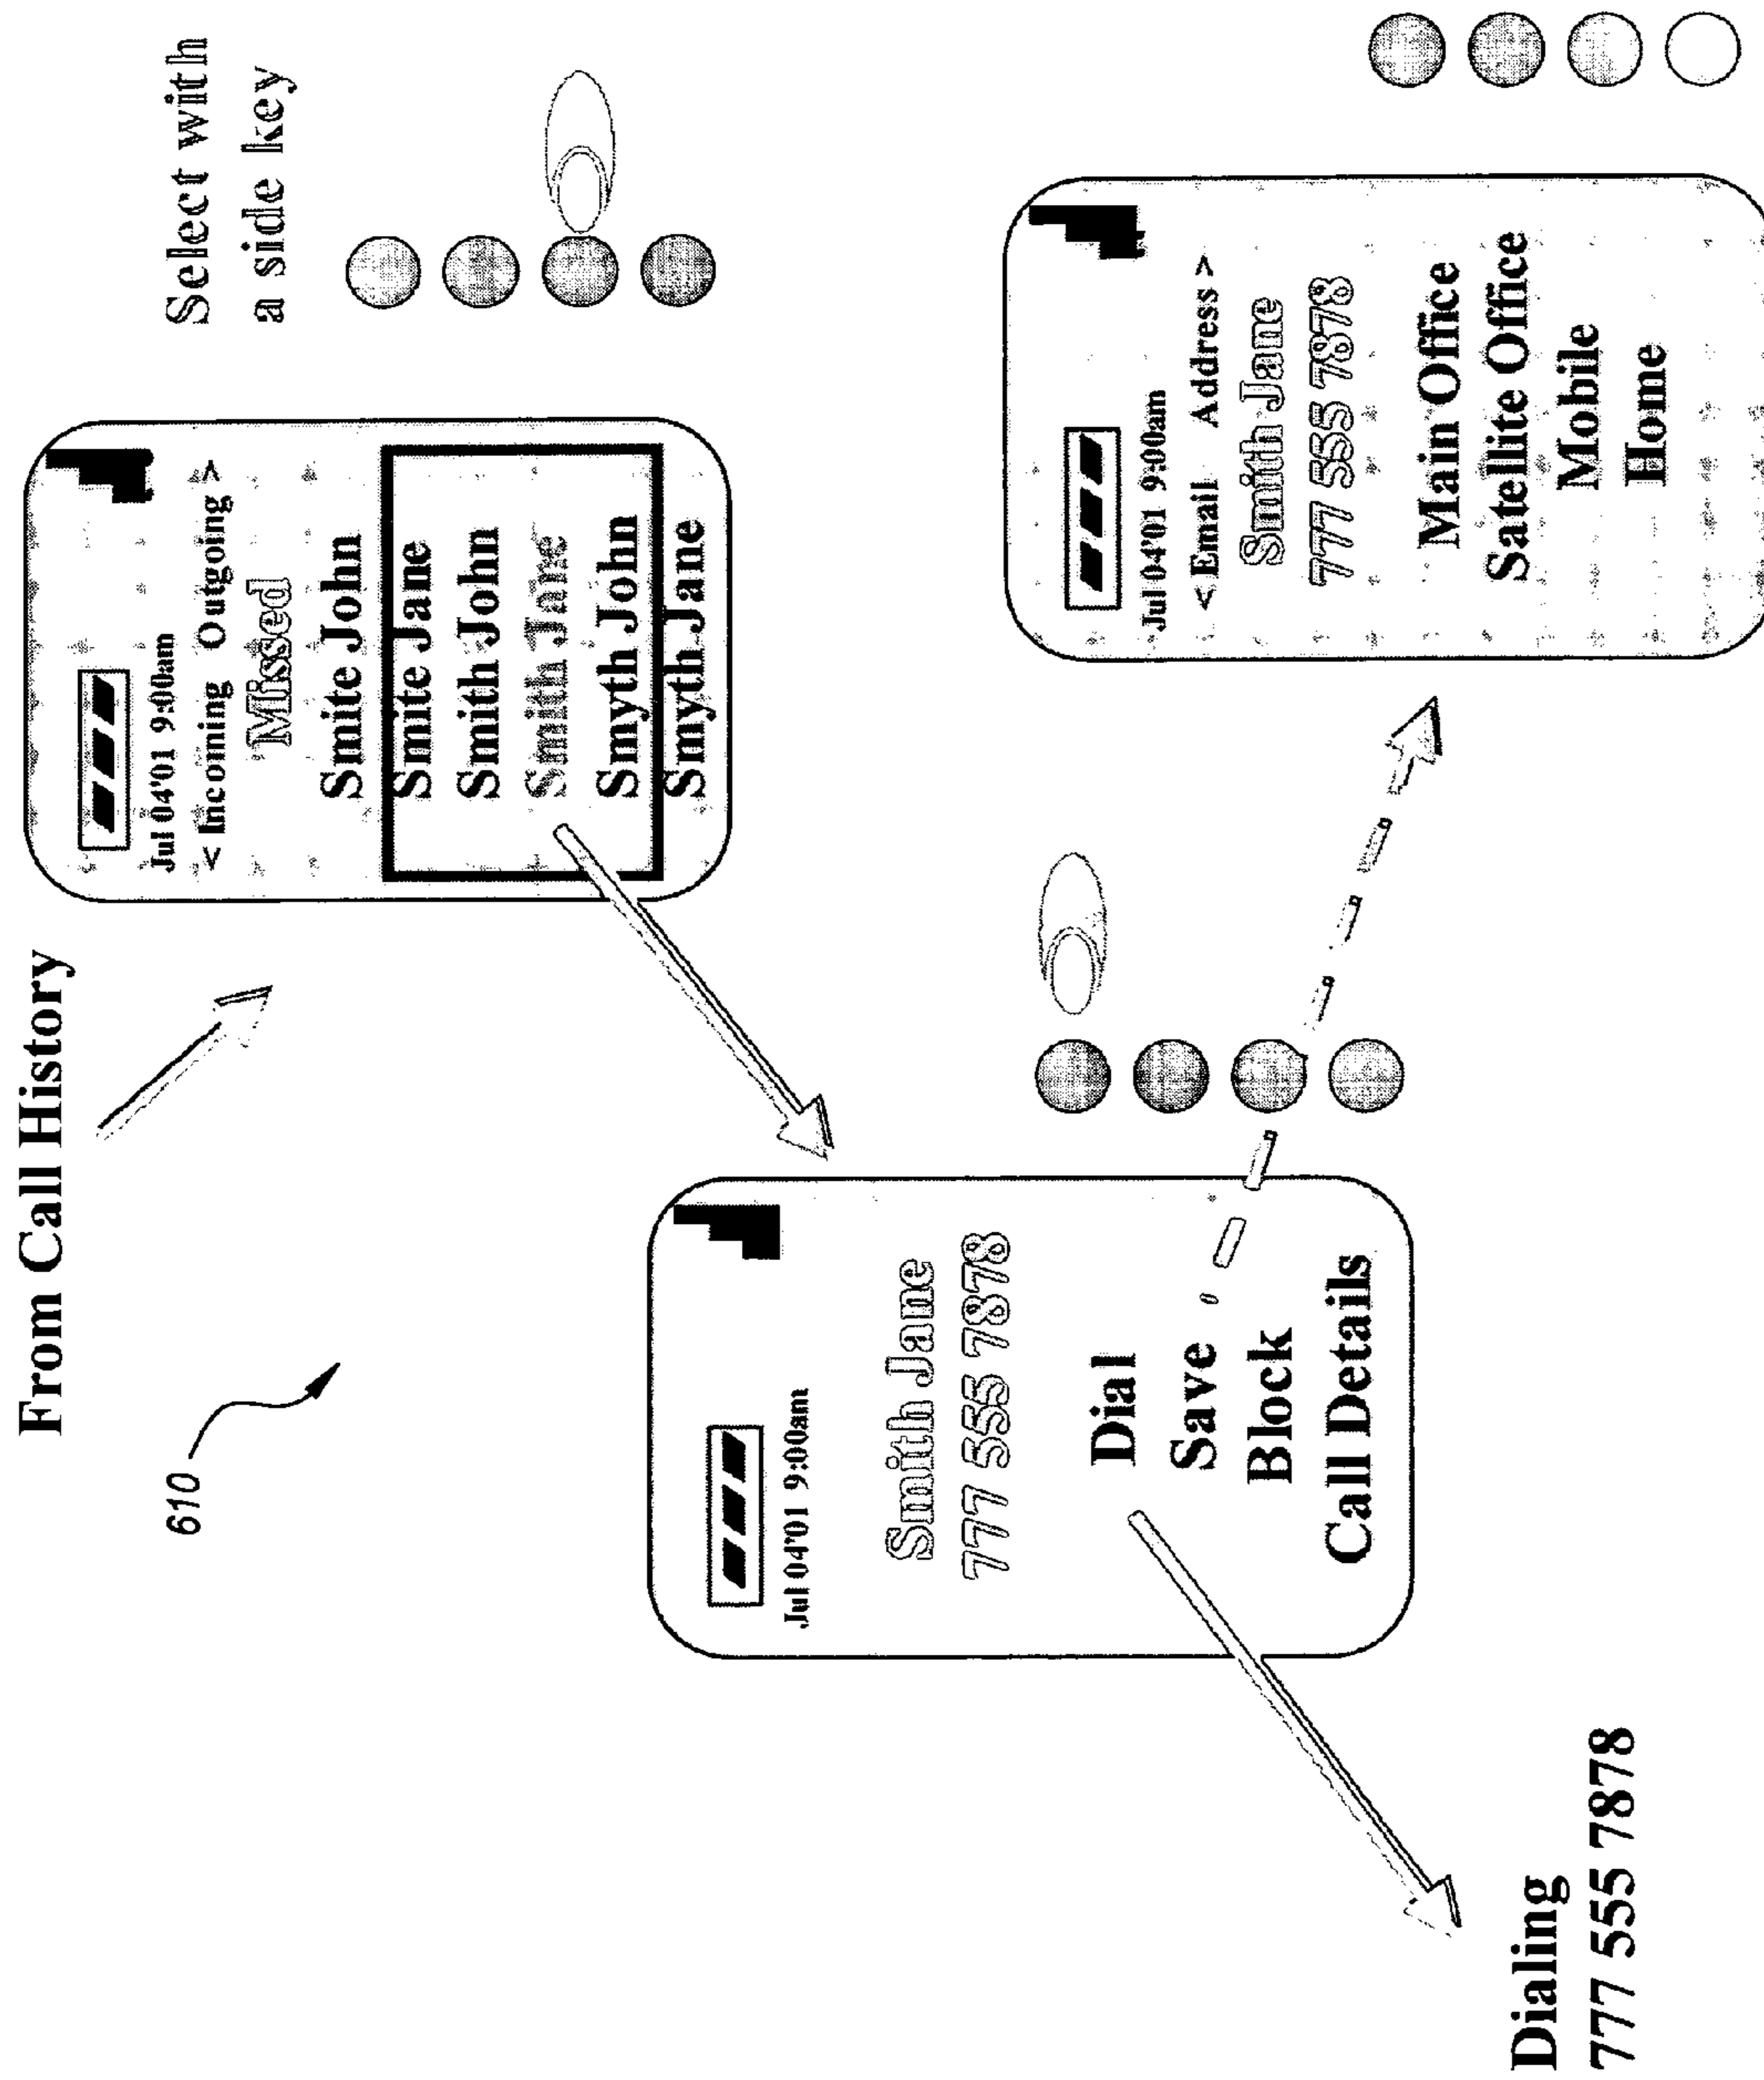 From Call History
610
Select with
a side key
Jul 04'01 9:00am
< Incoming Outgoing >
Missed
Smite John
Smite Jane
Smith John
Smith Jane
Smyth John
Smyth Jane
Jul 04'01 9:00am
Smith Jane
777 555 7878
Dial
Save
Block
Call Details
Jul 04'01 9:00am
< Email Address >
Smith Jane
777 555 7878
Main Office
Satellite Office
Mobile
Home
Dialing
777 555 7878